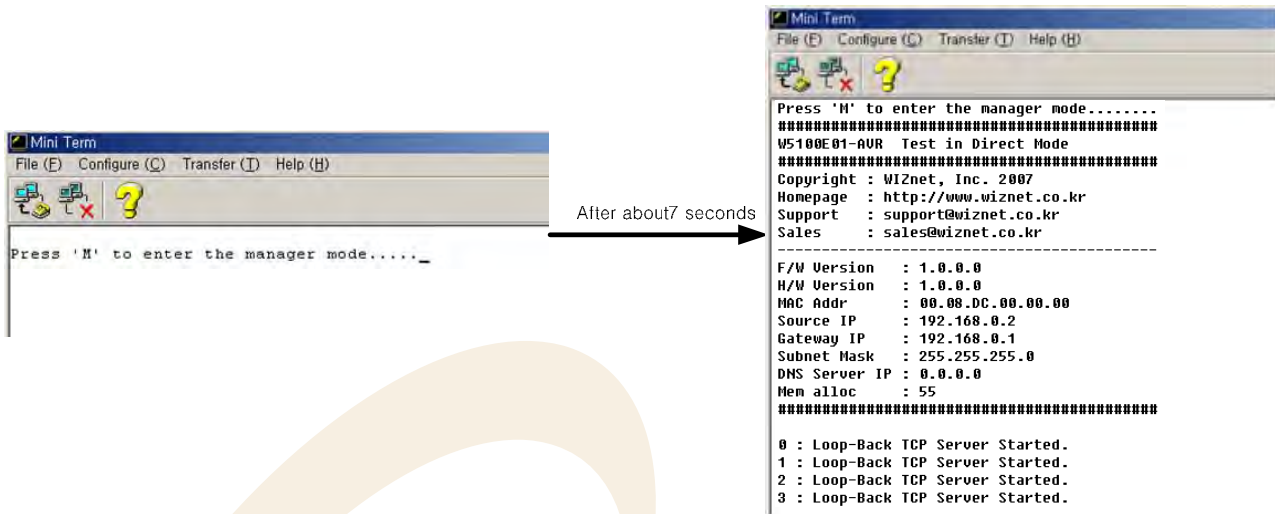 Mini Term
File (F) Configure (C) Transfer (T) Help (H)
Press 'M' to enter the manager mode....._
After about7 seconds
Mini Term
File (F) Configure (C) Transfer (T) Help (H)
Press 'M' to enter the manager mode........
###########################################
W5100E01-AVR Test in Direct Mode
###########################################
Copyright : WIZnet, Inc. 2007
Homepage : http://www.wiznet.co.kr
Support : support@wiznet.co.kr
Sales : sales@wiznet.co.kr
-------------------------------------------
F/W Version : 1.0.0.0
H/W Version : 1.0.0.0
MAC Addr : 00.08.DC.00.00.00
Source IP : 192.168.0.2
Gateway IP : 192.168.0.1
Subnet Mask : 255.255.255.0
DNS Server IP : 0.0.0.0
Mem alloc : 55
###########################################
0 : Loop-Back TCP Server Started.
1 : Loop-Back TCP Server Started.
2 : Loop-Back TCP Server Started.
3 : Loop-Back TCP Server Started.